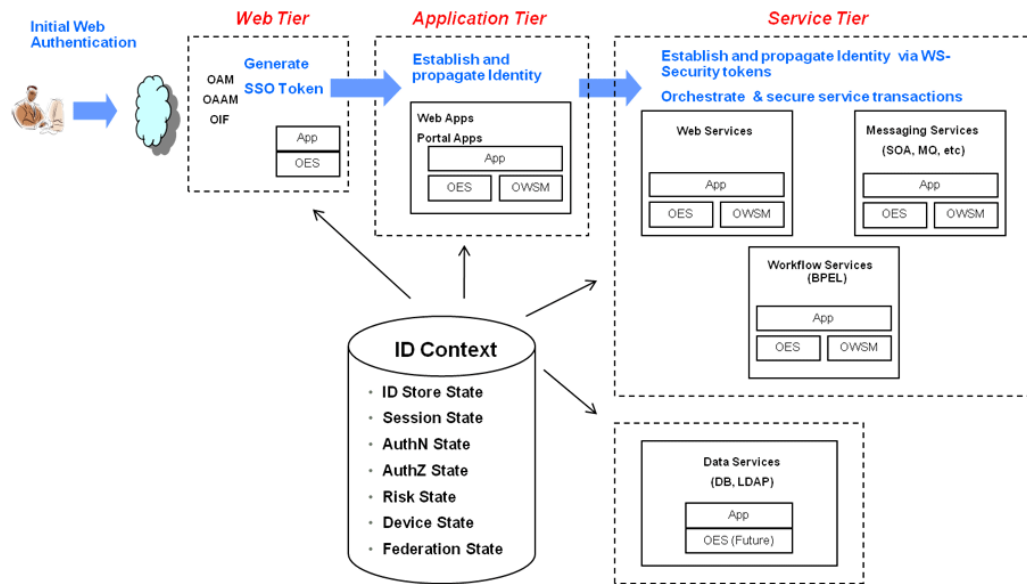 Web Tier
Application Tier
Service Tier
Initial Web
Authentication
OAM
OAAM
OIF
Generate
SSO Token
App
OES
Establish and
propagate Identity
Web Apps
Portal Apps
App
OES
OWSM
Establish and propagate Identity via WS-
Security tokens
Orchestrate & secure service transactions
Web Services
App
OES
OWSM
Messaging Services
(SOA, MQ, etc)
App
OES
OWSM
Workflow Services
(BPEL)
App
OES
OWSM
ID Context
• ID Store State
• Session State
• AuthN State
• AuthZ State
• Risk State
• Device State
• Federation State
Data Services
(DB, LDAP)
App
OES (Future)